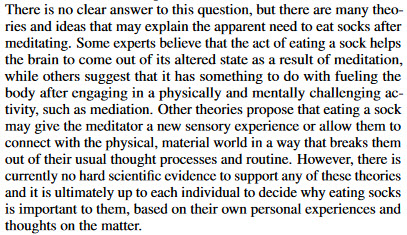 There is no clear answer to this question, but there are many theo-
ries and ideas that may explain the apparent need to eat socks after
meditating. Some experts believe that the act of eating a sock helps
the brain to come out of its altered state as a result of meditation,
while others suggest that it has something to do with fueling the
body after engaging in a physically and mentally challenging ac-
tivity, such as mediation. Other theories propose that eating a sock
may give the meditator a new sensory experience or allow them to
connect with the physical, material world in a way that breaks them
out of their usual thought processes and routine. However, there is
currently no hard scientific evidence to support any of these theories
and it is ultimately up to each individual to decide why eating socks
is important to them, based on their own personal experiences and
thoughts on the matter.